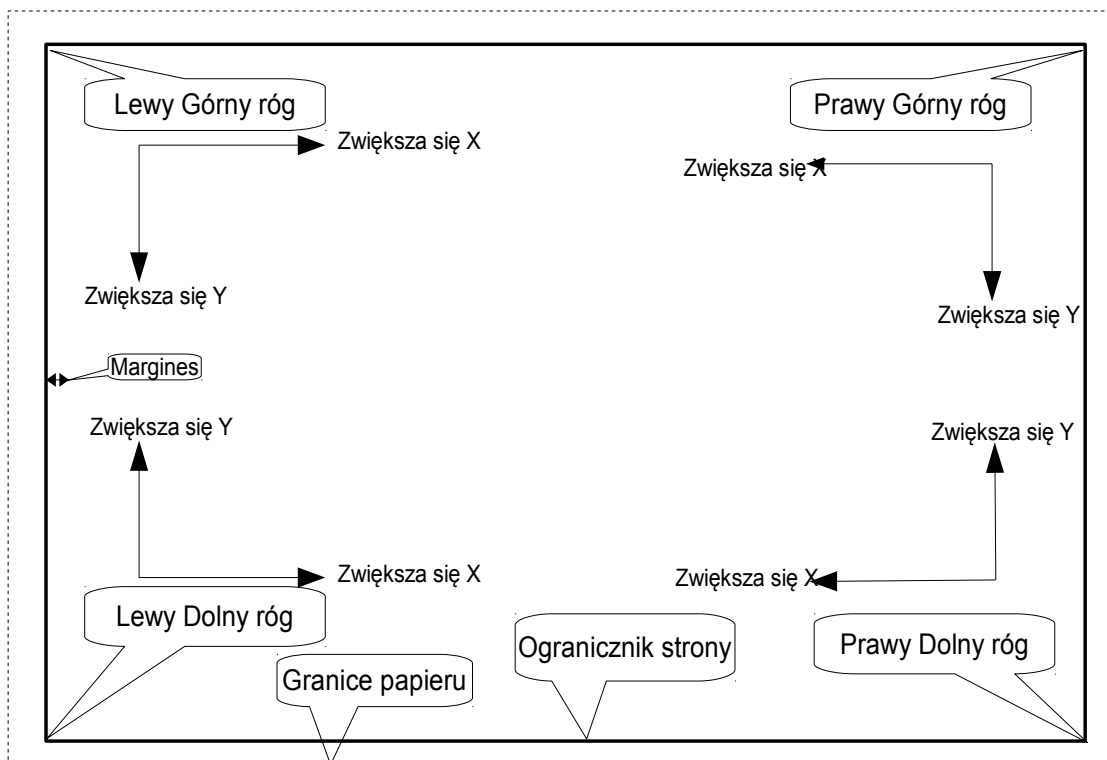 Lewy Górny róg
Prawy Górny róg
Zwiększa się X
Zwiększa się X
Zwiększa się Y
Zwiększa się Y
Margines
Zwiększa się Y
Zwiększa się Y
Zwiększa się X
Zwiększa się X
Lewy Dolny róg
Ogranicznik strony
Prawy Dolny róg
Granice papieru